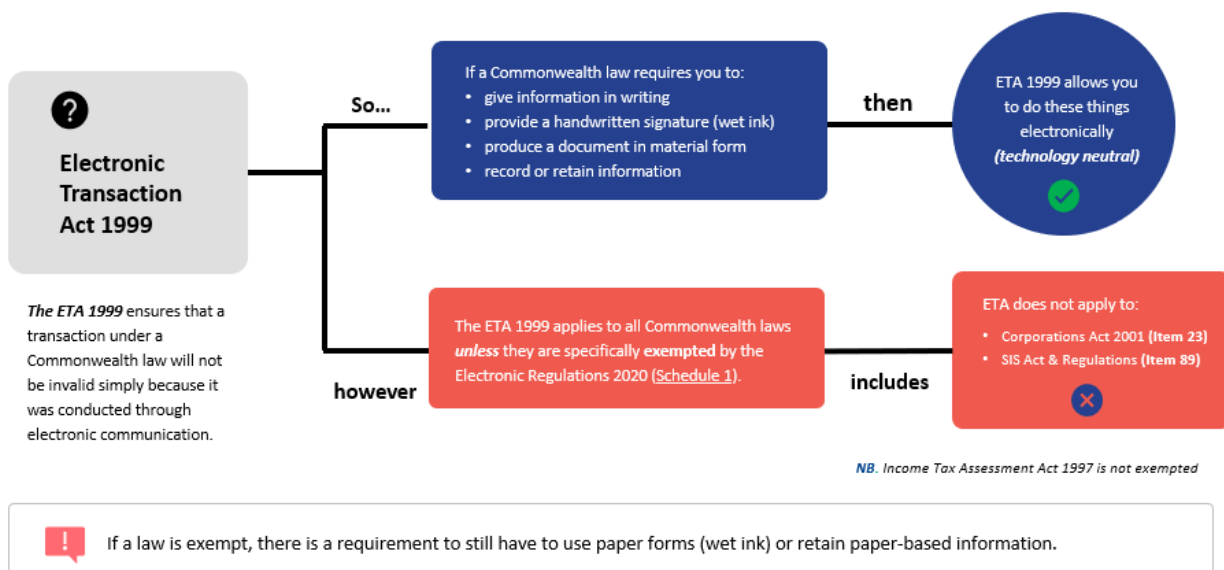 ?
Electronic
Transaction
Act 1999
The ETA 1999 ensures that a
transaction under a
Commonwealth law will not
be invalid simply because it
was conducted through
electronic communication.
So...
If a Commonwealth law requires you to:
• give information in writing
• provide a handwritten signature (wet ink)
• produce a document in material form
• record or retain information
then
ETA 1999 allows you
to do these things
electronically
(technology neutral)
however
The ETA 1999 applies to all Commonwealth laws
unless they are specifically exempted by the
Electronic Regulations 2020 (Schedule 1).
includes
ETA does not apply to:
• Corporations Act 2001 (Item 23)
• SIS Act & Regulations (Item 89)
NB. Income Tax Assessment Act 1997 is not exempted
! If a law is exempt, there is a requirement to still have to use paper forms (wet ink) or retain paper-based information.